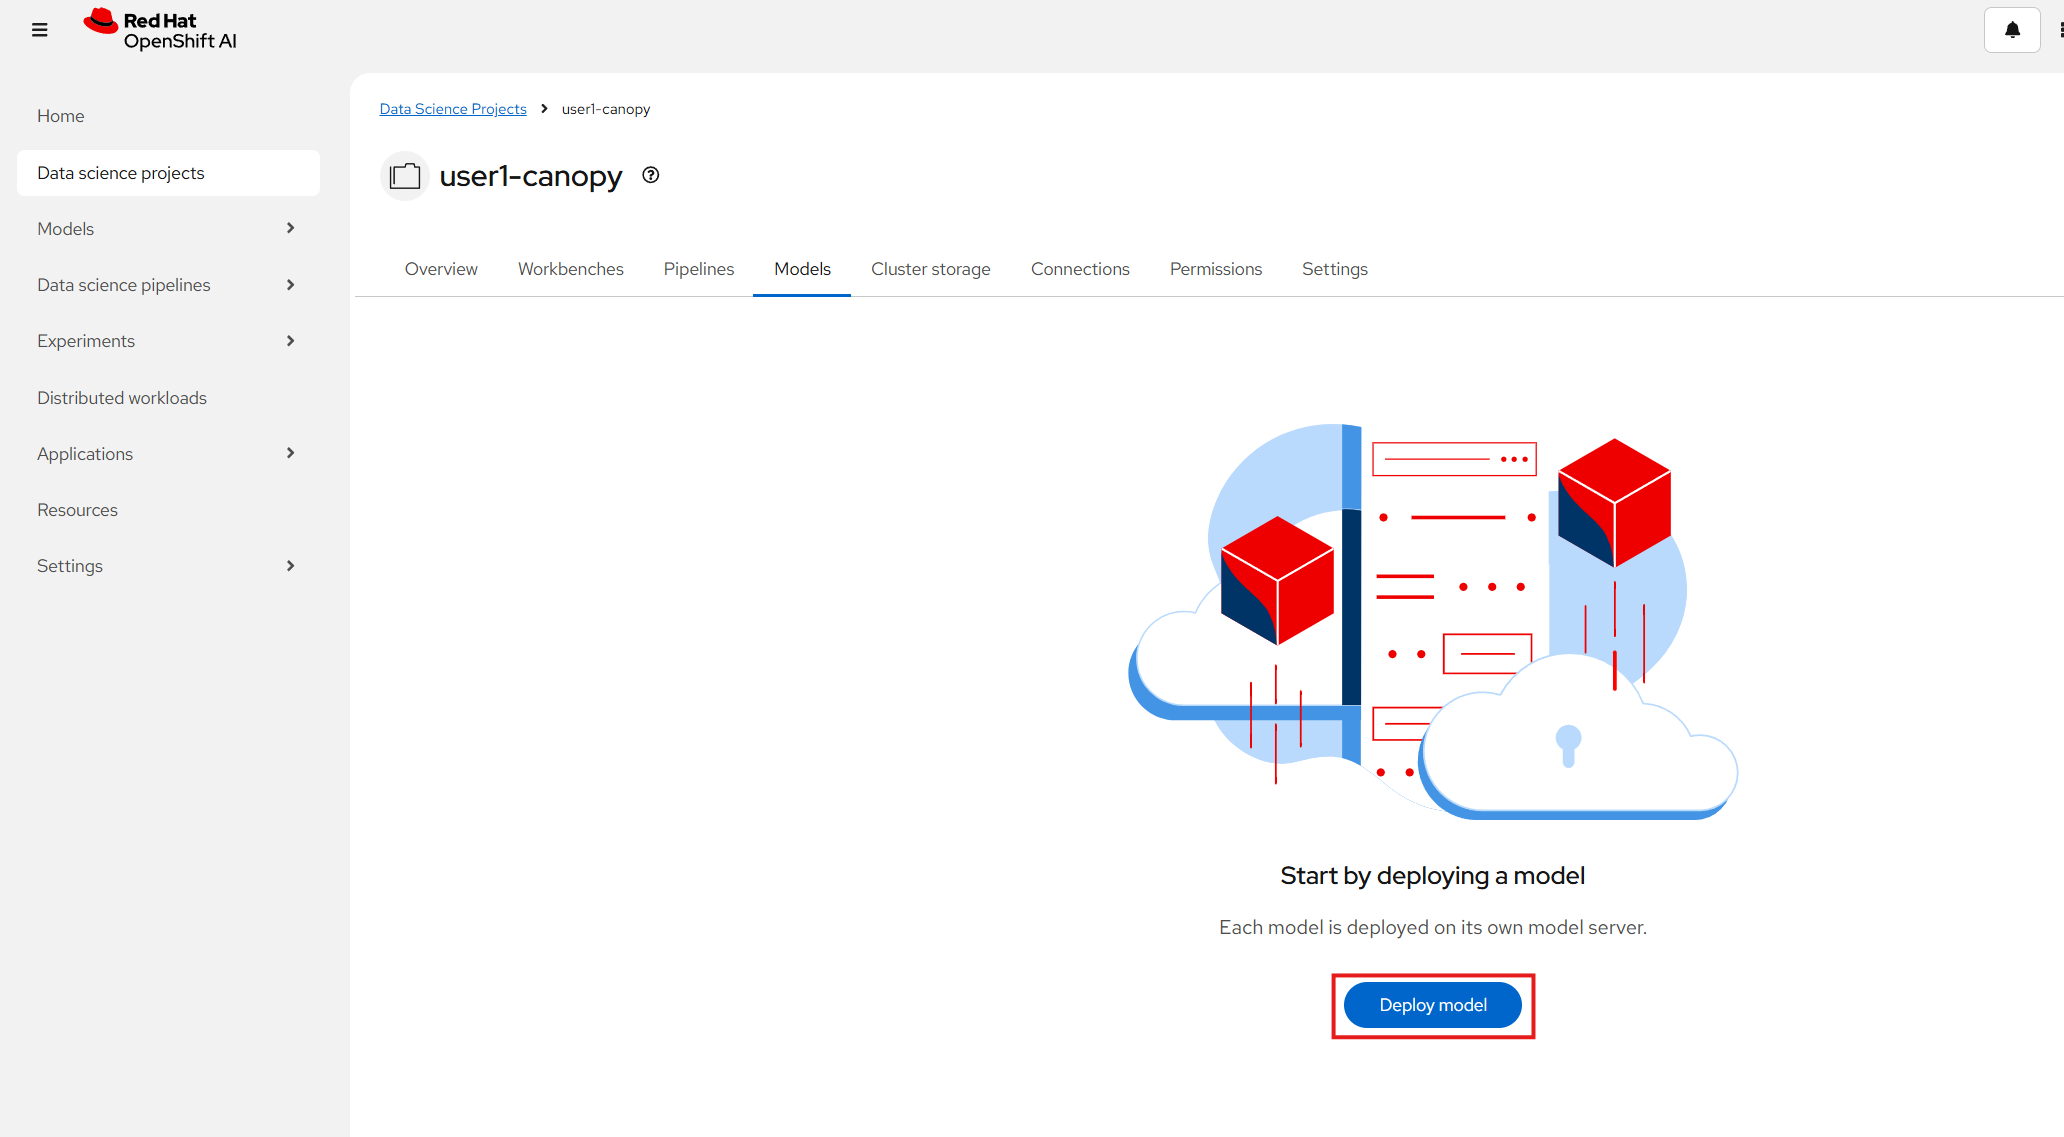 Red Hat
OpenShift AI
Home
Data science projects
Models
Data science pipelines
Experiments
Distributed workloads
Applications
Resources
Settings
Data Science Projects > user1-canopy
user1-canopy
Overview Workbenches Pipelines Models Cluster storage Connections Permissions Settings
Start by deploying a model
Each model is deployed on its own model server.
Deploy model